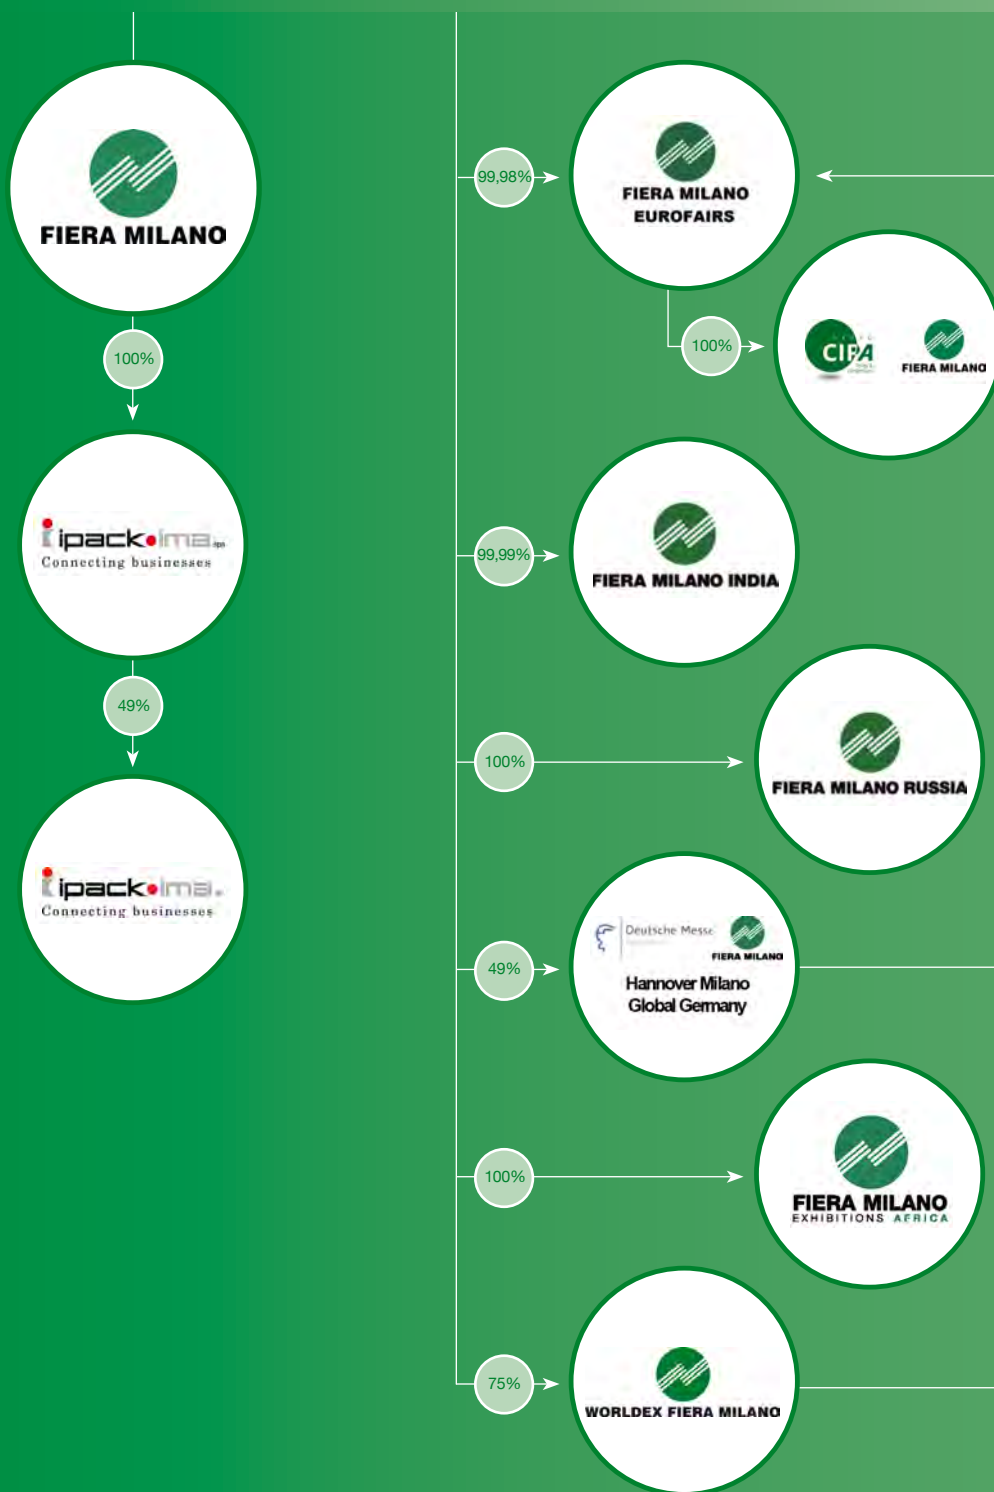 FIERA MILANO
100%
ipack•ima spa
Connecting businesses
49%
ipack•ima
Connecting businesses
99,98%
FIERA MILANO
EUROFAIRS
100%
CIPA
FIERA MILANO
99,99%
FIERA MILANO INDIA
100%
FIERA MILANO RUSSIA
49%
Deutsche Messe
FIERA MILANO
Hannover Milano
Global Germany
100%
FIERA MILANO
EXHIBITIONS AFRICA
75%
WORLDEX FIERA MILANO